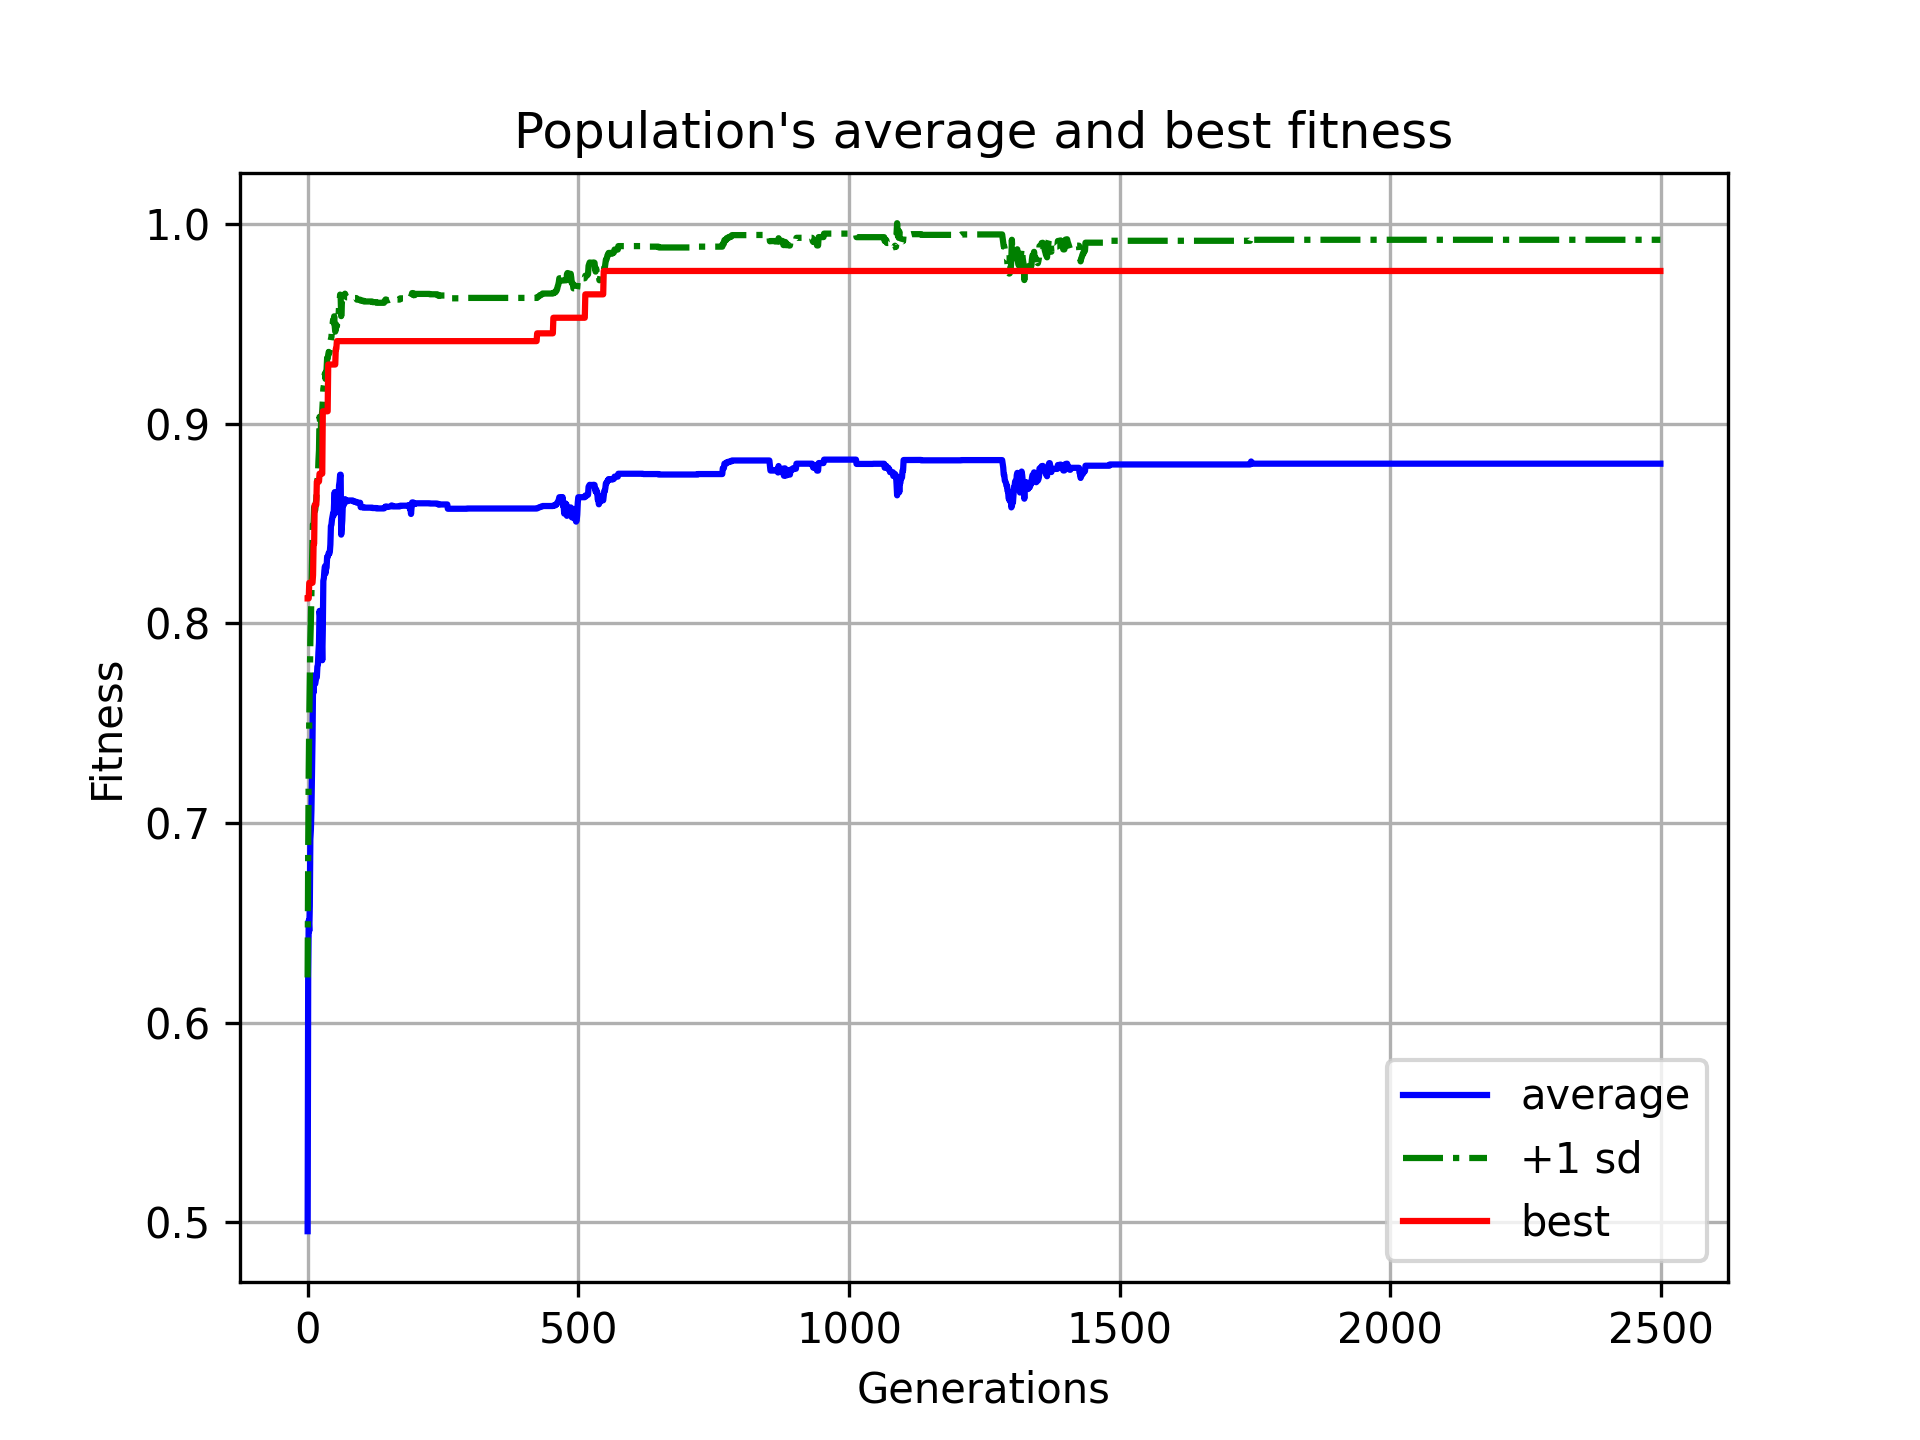 Population's average and best fitness
1.0
0.9
0.8
0.7
0.6
0.5
Fitness
0 500 1000 1500 2000 2500
Generations
average
+1 sd
best